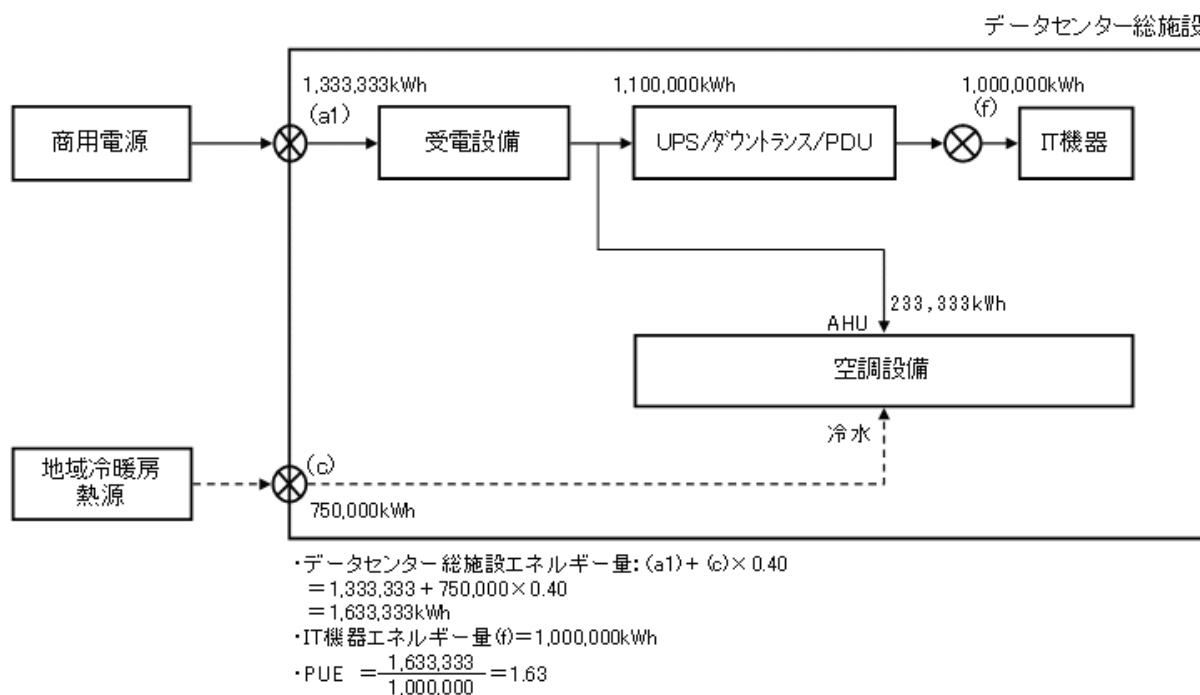 データセンター総施設
1,333,333kWh
1,100,000kWh
1,000,000kWh
(a1)
(f)
商用電源
受電設備
UPS/ダウントランス/PDU
IT機器
233,333kWh
AHU
空調設備
冷水
地域冷暖房
熱源
(c)
750,000kWh
・データセンター総施設エネルギー量: (a1) + (c) × 0.40
= 1,333,333 + 750,000 × 0.40
= 1,633,333kWh
・IT機器エネルギー量(f)=1,000,000kWh
・PUE = 1,633,333 / 1,000,000 = 1.63